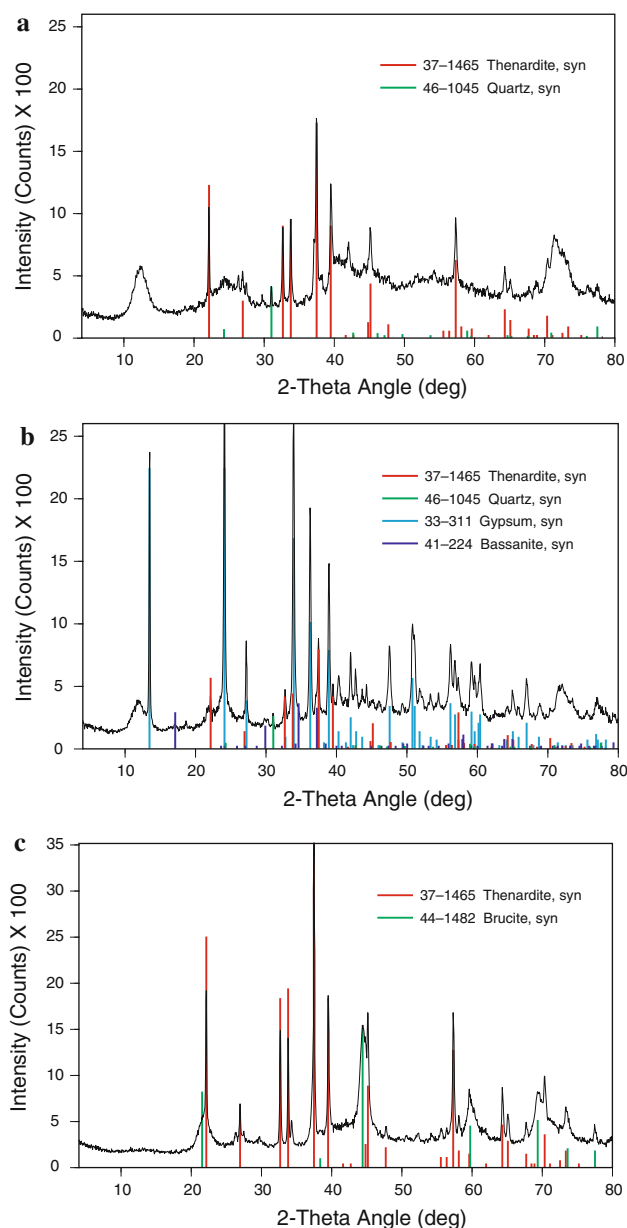 a
25
20
15
10
5
0
Intensity (Counts) X 100
37–1465 Thenardite, syn
46–1045 Quartz, syn
10 20 30 40 50 60 70 80
2-Theta Angle (deg)
b
25
20
15
10
5
0
Intensity (Counts) X 100
37–1465 Thenardite, syn
46–1045 Quartz, syn
33–311 Gypsum, syn
41–224 Bassanite, syn
10 20 30 40 50 60 70 80
2-Theta Angle (deg)
c
35
30
25
20
15
10
5
0
Intensity (Counts) X 100
37–1465 Thenardite, syn
44–1482 Brucite, syn
10 20 30 40 50 60 70 80
2-Theta Angle (deg)